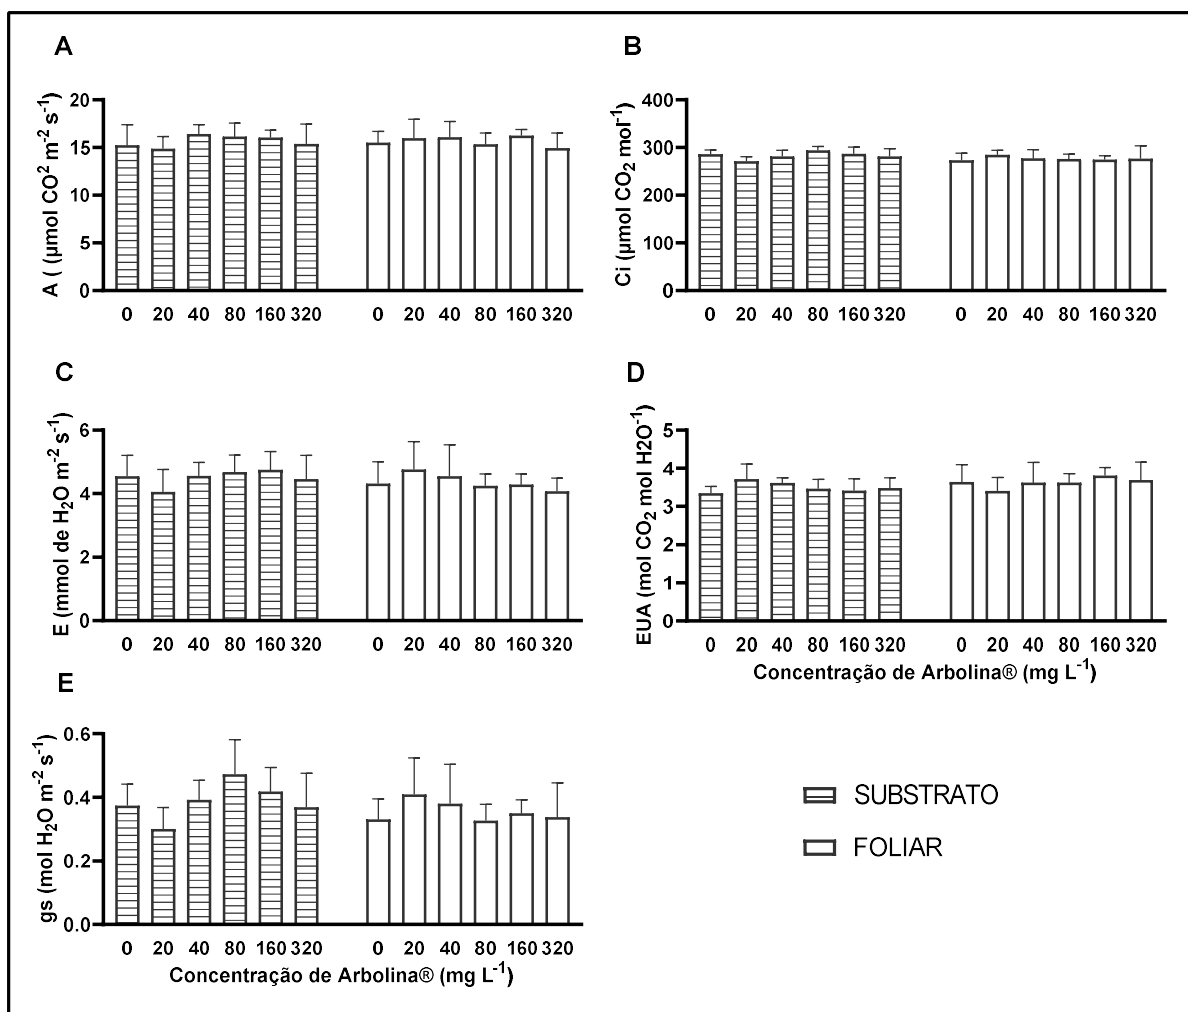 A
A ( (µmol CO² m⁻² s⁻¹)
20
15
10
5
0
0 20 40 80 160 320 0 20 40 80 160 320
B
Ci (µmol CO₂ mol⁻¹)
400
300
200
100
0
0 20 40 80 160 320 0 20 40 80 160 320
C
E (mmol de H₂O m⁻² s⁻¹)
6
4
2
0
0 20 40 80 160 320 0 20 40 80 160 320
D
EUA (mol CO₂ mol H2O⁻¹)
5
4
3
2
1
0
0 20 40 80 160 320 0 20 40 80 160 320
Concentração de Arbolina® (mg L⁻¹)
E
gs (mol H₂O m⁻² s⁻¹)
0.6
0.4
0.2
0.0
0 20 40 80 160 320 0 20 40 80 160 320
Concentração de Arbolina® (mg L⁻¹)
SUBSTRATO
FOLIAR